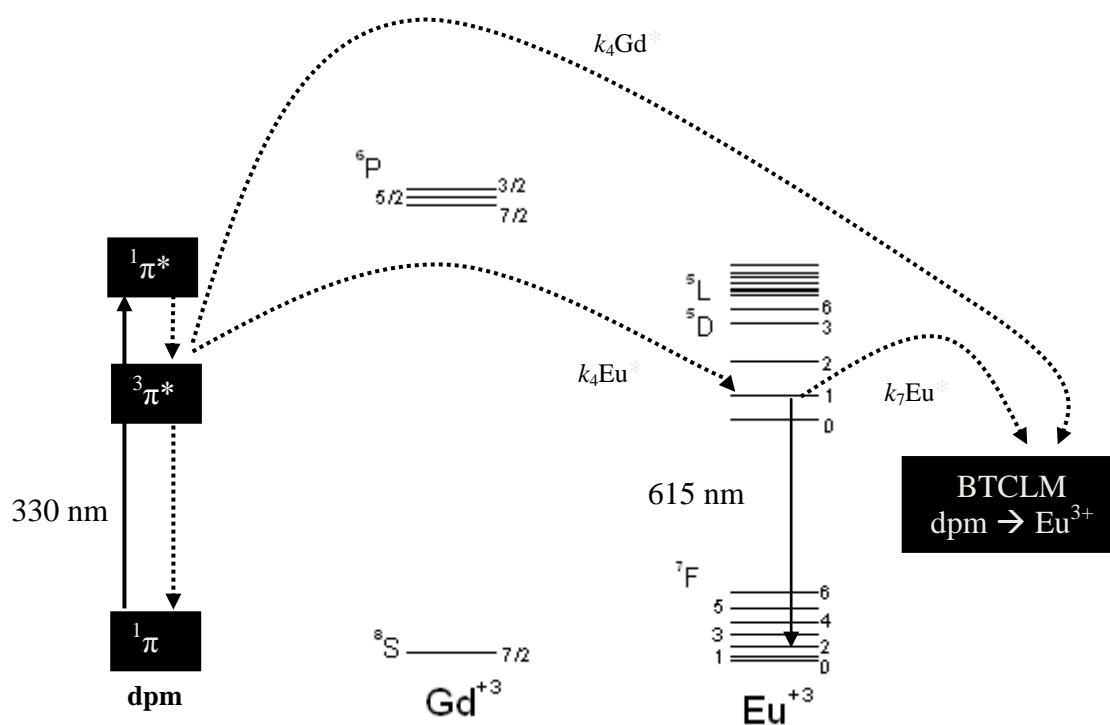 k₄Gd*
⁶P
3/2
5/2
7/2
¹π*
⁵L
6
⁵D
3
³π*
2
k₄Eu*
1
k₇Eu*
0
330 nm
615 nm
BTCLM
dpm → Eu³⁺
⁷F
6
5
4
¹π
3
⁸S
7/2
2
1
0
dpm
Gd⁺³
Eu⁺³